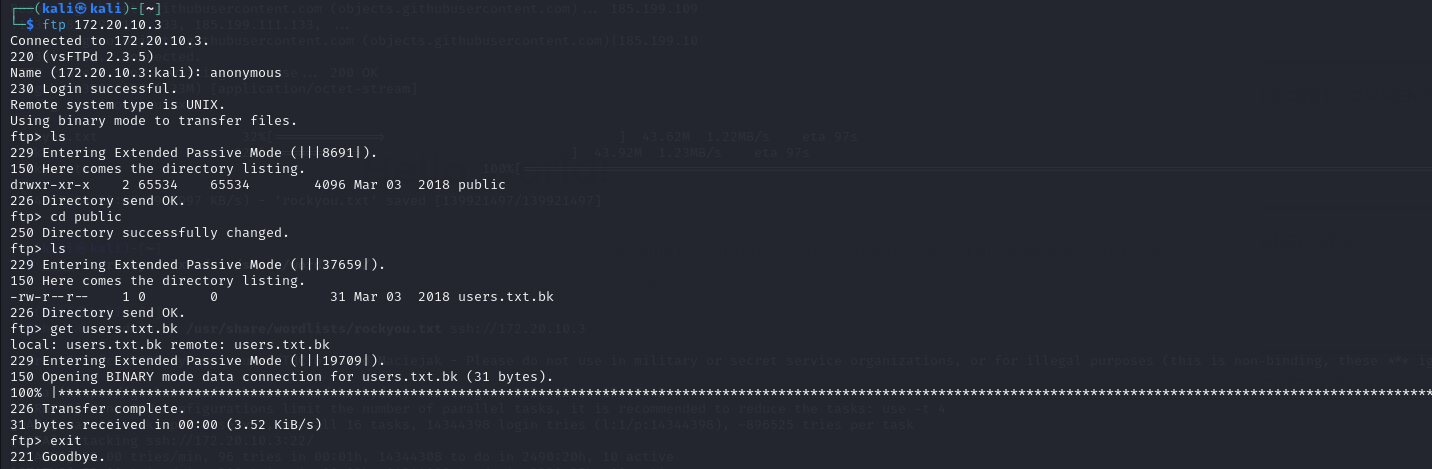 ┌──(kali㉿kali)-[~]
└─$ ftp 172.20.10.3
Connected to 172.20.10.3.
220 (vsFTPd 2.3.5)
Name (172.20.10.3:kali): anonymous
230 Login successful.
Remote system type is UNIX.
Using binary mode to transfer files.
ftp> ls
229 Entering Extended Passive Mode (|||8691|).
150 Here comes the directory listing.
drwxr-xr-x    2 65534    65534        4096 Mar 03  2018 public
226 Directory send OK.
ftp> cd public
250 Directory successfully changed.
ftp> ls
229 Entering Extended Passive Mode (|||37659|).
150 Here comes the directory listing.
-rw-r--r--    1 0        0              31 Mar 03  2018 users.txt.bk
226 Directory send OK.
ftp> get users.txt.bk
local: users.txt.bk remote: users.txt.bk
229 Entering Extended Passive Mode (|||19709|).
150 Opening BINARY mode data connection for users.txt.bk (31 bytes).
100% |***********************************************************************
226 Transfer complete.
31 bytes received in 00:00 (3.52 KiB/s)
ftp> exit
221 Goodbye.